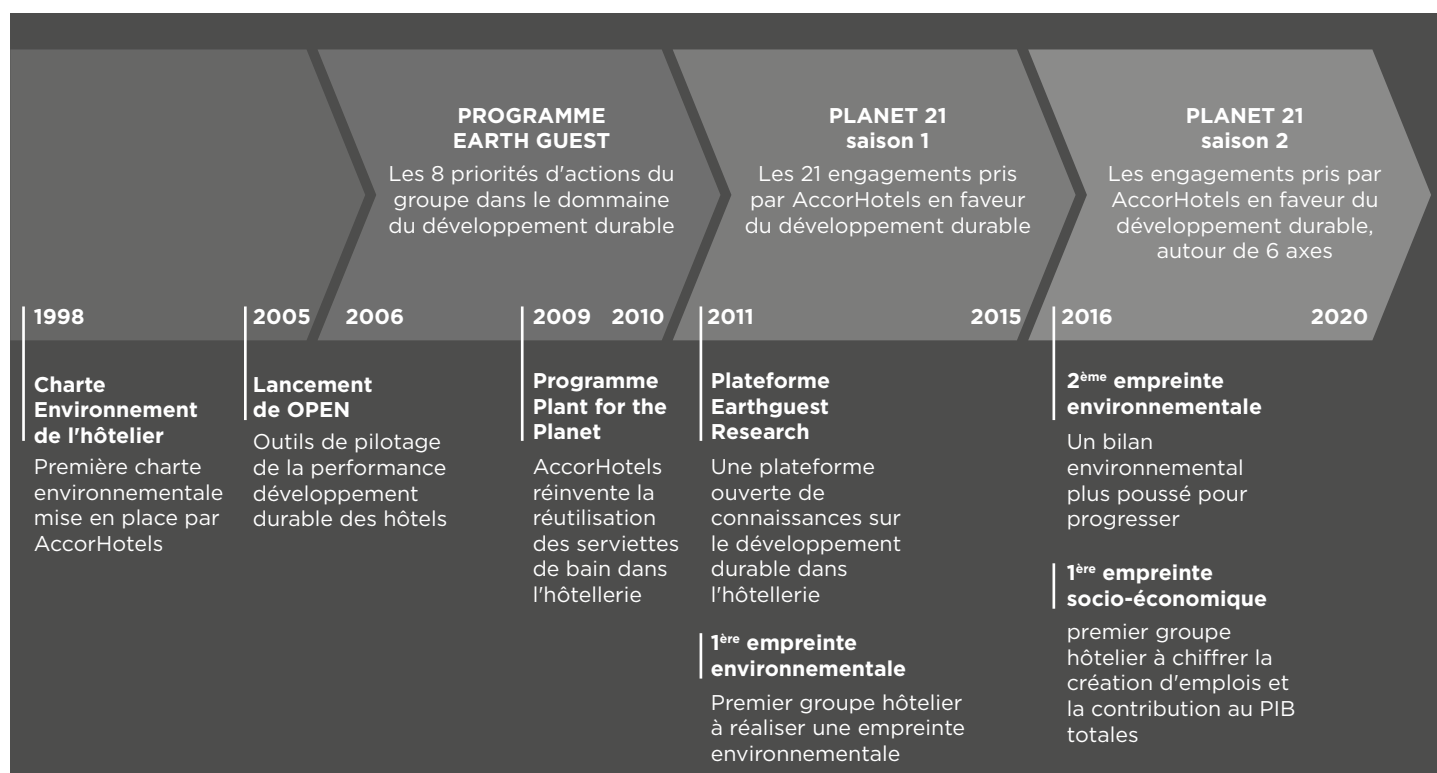 PROGRAMME
EARTH GUEST
Les 8 priorités d'actions du
groupe dans le dommaine
du développement durable
PLANET 21
saison 1
Les 21 engagements pris
par AccorHotels en faveur
du développement durable
PLANET 21
saison 2
Les engagements pris par
AccorHotels en faveur du
développement durable,
autour de 6 axes
1998
2005
2006
2009
2010
2011
2015
2016
2020
Charte
Environnement
de l'hôtelier
Première charte
environnementale
mise en place par
AccorHotels
Lancement
de OPEN
Outils de pilotage
de la performance
développement
durable des hôtels
Programme
Plant for the
Planet
AccorHotels
réinvente la
réutilisation
des serviettes
de bain dans
l'hôtellerie
Plateforme
Earthguest
Research
Une plateforme
ouverte de
connaissances sur
le développement
durable dans
l'hôtellerie
1ère empreinte
environnementale
Premier groupe hôtelier
à réaliser une empreinte
environnementale
2ème empreinte
environnementale
Un bilan
environnemental
plus poussé pour
progresser
1ère empreinte
socio-économique
premier groupe
hôtelier à chiffrer la
création d'emplois et
la contribution au PIB
totales